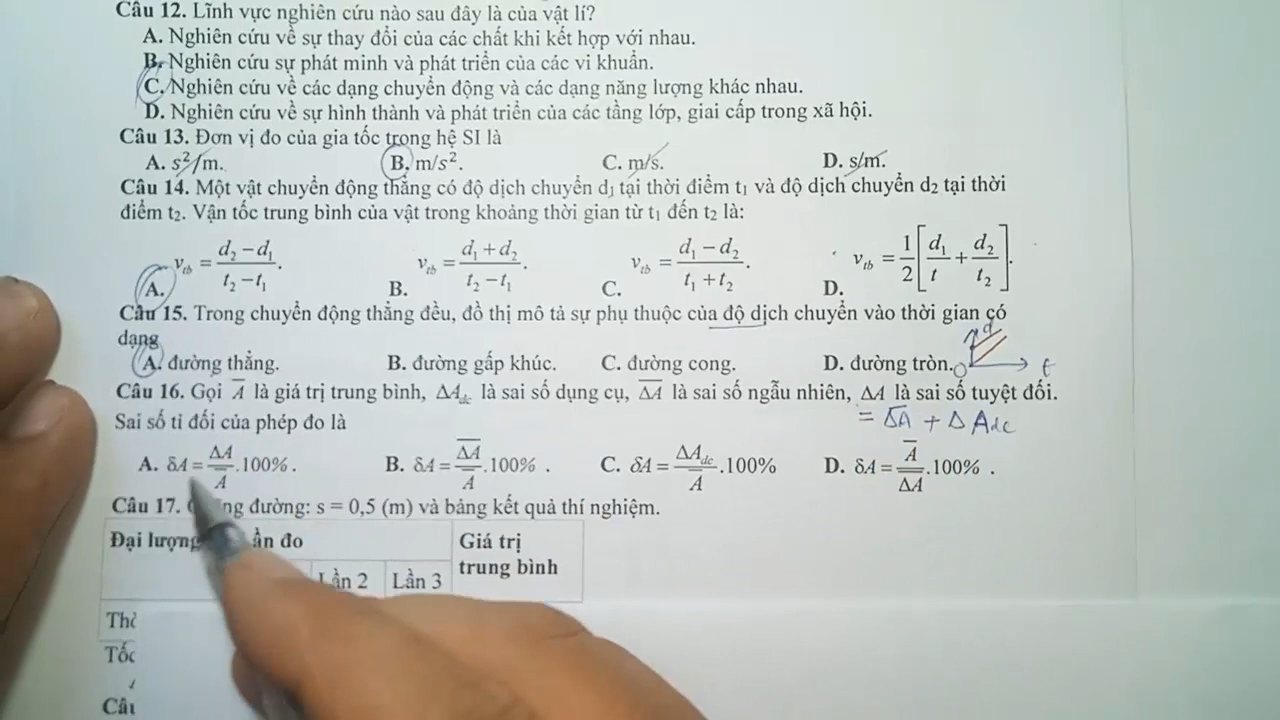 Câu 12. Lĩnh vực nghiên cứu nào sau đây là của vật lí?
A. Nghiên cứu về sự thay đổi của các chất khi kết hợp với nhau.
B. Nghiên cứu sự phát minh và phát triển của các vi khuẩn.
C. Nghiên cứu về các dạng chuyển động và các dạng năng lượng khác nhau.
D. Nghiên cứu về sự hình thành và phát triển của các tầng lớp, giai cấp trong xã hội.
Câu 13. Đơn vị đo của gia tốc trong hệ SI là
A. s²/m. B. m/s². C. m/s. D. s/m.
Câu 14. Một vật chuyển động thẳng có độ dịch chuyển d₁ tại thời điểm t₁ và độ dịch chuyển d₂ tại thời
điểm t₂. Vận tốc trung bình của vật trong khoảng thời gian từ t₁ đến t₂ là:
A. v_tb = (d₂ − d₁)/(t₂ − t₁). B. v_tb = (d₁ + d₂)/(t₂ − t₁). C. v_tb = (d₁ − d₂)/(t₁ + t₂). D. v_tb = 1/2 [d₁/t + d₂/t₂].
Câu 15. Trong chuyển động thẳng đều, đồ thị mô tả sự phụ thuộc của độ dịch chuyển vào thời gian có
dạng d
A. đường thẳng. B. đường gấp khúc. C. đường cong. D. đường tròn. O t
Câu 16. Gọi A̅ là giá trị trung bình, ΔA_dc là sai số dụng cụ, Δ̅A̅ là sai số ngẫu nhiên, ΔA là sai số tuyệt đối.
= Δ̅A̅ + ΔA_dc
Sai số tỉ đối của phép đo là
A. δA = ΔA/A̅ .100%. B. δA = Δ̅A̅/A̅ .100% . C. δA = ΔA_dc/A̅ .100% D. δA = A̅/Δ̅A̅ .100% .
Câu 17. ng đường: s = 0,5 (m) và bảng kết quả thí nghiệm.
Đại lượng ần đo Giá trị
trung bình
Lần 2 Lần 3
Thờ
Tốc
Câu